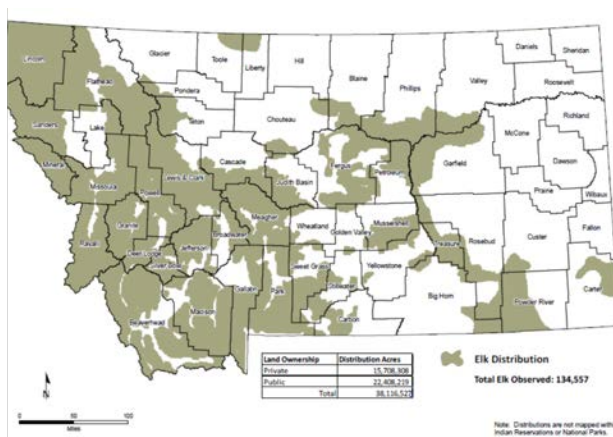 Lincoln
Flathead
Glacier
Toole
Liberty
Hill
Blaine
Phillips
Valley
Daniels
Sheridan
Roosevelt
Pondera
Teton
Chouteau
Richland
McCone
Dawson
Sanders
Lake
Mineral
Missoula
Powell
Lewis & Clark
Cascade
Judith Basin
Fergus
Petroleum
Garfield
Prairie
Wibaux
Ravalli
Granite
Deer Lodge
Silver Bow
Jefferson
Broadwater
Meagher
Wheatland
Golden Valley
Musselshell
Treasure
Rosebud
Custer
Fallon
Beaverhead
Madison
Gallatin
Park
Sweet Grass
Stillwater
Carbon
Yellowstone
Big Horn
Powder River
Carter
Land Ownership Distribution Acres
Private 15,708,308
Public 22,408,219
Total 38,116,527
Elk Distribution
Total Elk Observed: 134,557
N
0 50 100
Miles
Note: Distributions are not mapped with
Indian Reservations or National Parks.